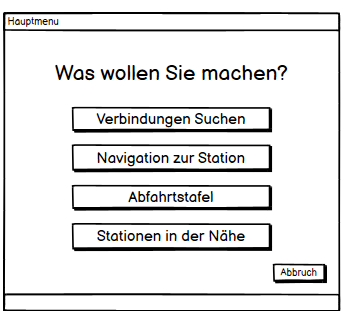 Hauptmenu
Was wollen Sie machen?
Verbindungen Suchen
Navigation zur Station
Abfahrtstafel
Stationen in der Nähe
Abbruch